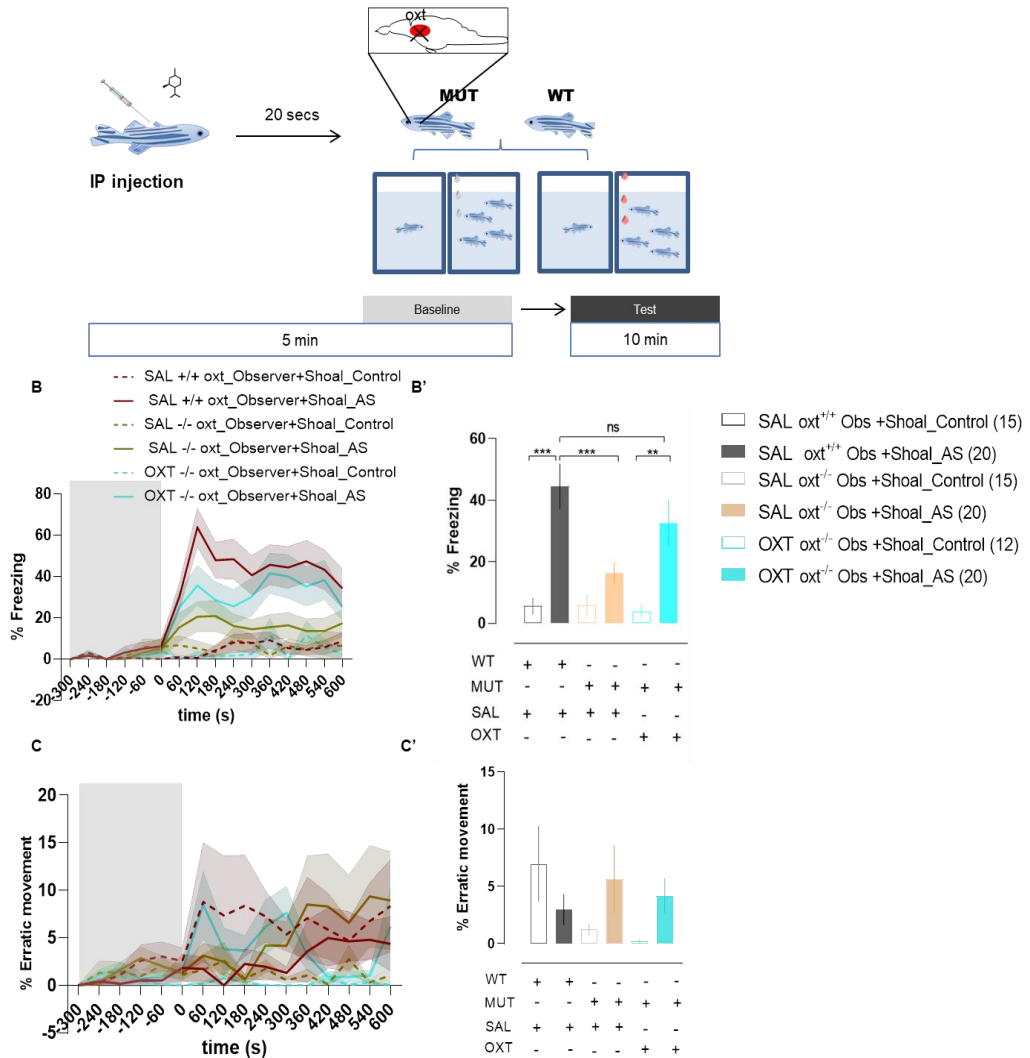 oxt
MUT WT
20 secs
IP injection
Baseline
Test
5 min
10 min
B
SAL +/+ oxt_Observer+Shoal_Control
SAL +/+ oxt_Observer+Shoal_AS
SAL -/- oxt_Observer+Shoal_Control
SAL -/- oxt_Observer+Shoal_AS
OXT -/- oxt_Observer+Shoal_Control
OXT -/- oxt_Observer+Shoal_AS
80
60
40
20
0
-20
% Freezing
-300 -240 -180 -120 -60 0 60 120 180 240 300 360 420 480 540 600
time (s)
B'
60
40
20
0
% Freezing
ns
*** *** **
WT + + - - - -
MUT - - + + + +
SAL + + + + - -
OXT - - - - + +
SAL oxt+/+ Obs +Shoal_Control (15)
SAL oxt+/+ Obs +Shoal_AS (20)
SAL oxt-/- Obs +Shoal_Control (15)
SAL oxt-/- Obs +Shoal_AS (20)
OXT oxt-/- Obs +Shoal_Control (12)
OXT oxt-/- Obs +Shoal_AS (20)
C
20
15
10
5
0
-5
% Erratic movement
-300 -240 -180 -120 -60 0 60 120 180 240 300 360 420 480 540 600
time (s)
C'
15
10
5
0
% Erratic movement
WT + + - - - -
MUT - - + + + +
SAL + + + + - -
OXT - - - - + +